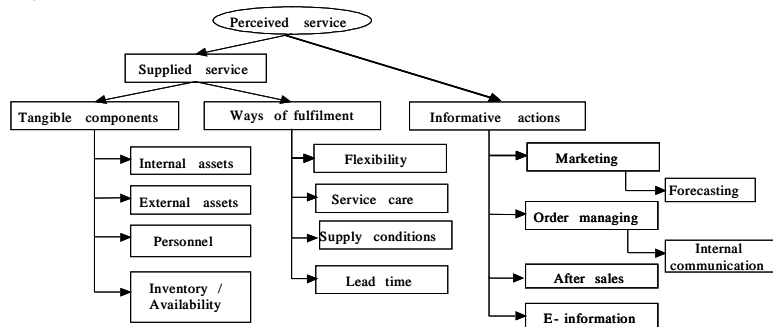 Perceived service
Supplied service
Tangible components
Ways of fulfilment
Informative actions
Internal assets
External assets
Personnel
Inventory /
Availability
Flexibility
Service care
Supply conditions
Lead time
Marketing
Forecasting
Order managing
Internal
communication
After sales
E- information